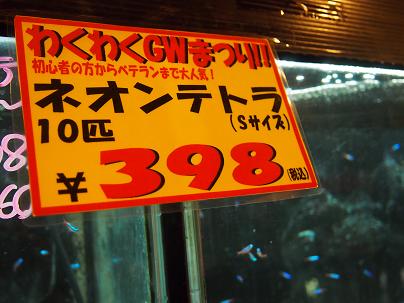 わくわくGWまつり!!
初心者の方からベテランまで大人気!
ネオンテトラ
10匹 (Sサイズ)
¥398 (税込)